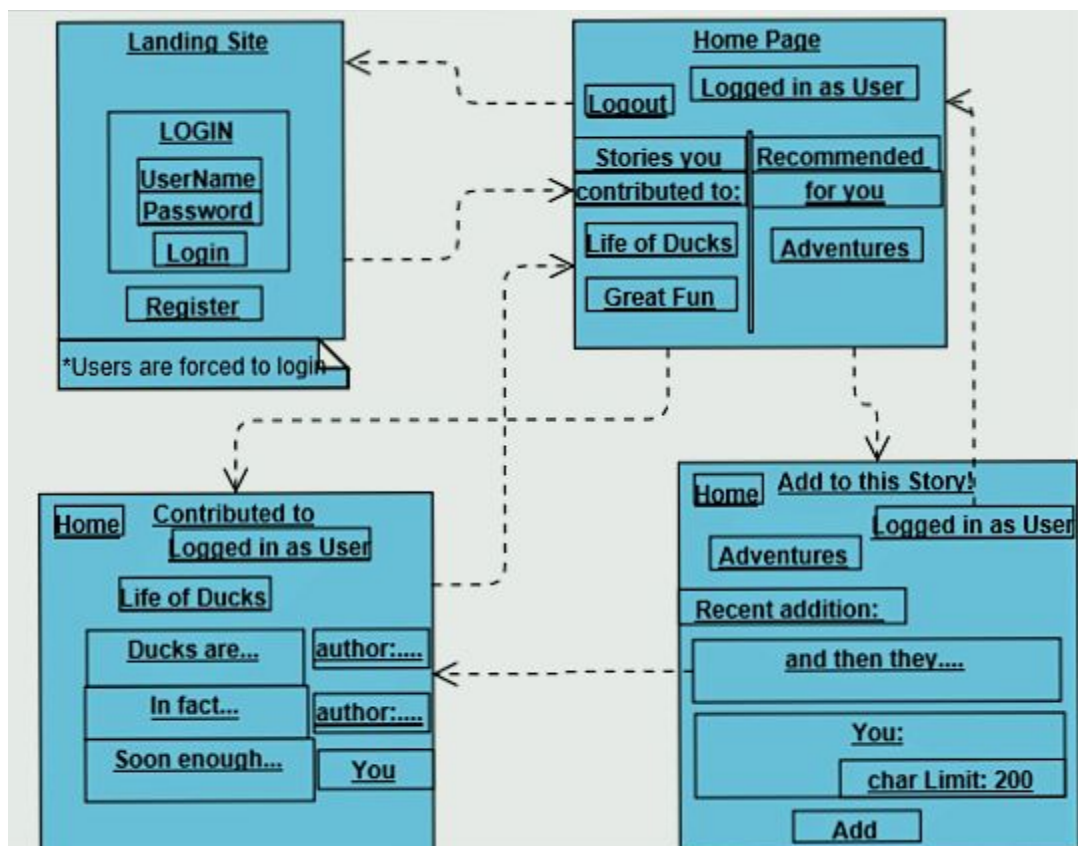 Landing Site
LOGIN
UserName
Password
Login
Register
*Users are forced to login
Home Page
Logged in as User
Logout
Stories you
contributed to:
Life of Ducks
Great Fun
Recommended
for you
Adventures
Contributed to
Home
Logged in as User
Life of Ducks
Ducks are...
author:....
In fact...
author:....
Soon enough...
You
Add to this Story!
Home
Logged in as User
Adventures
Recent addition:
and then they....
You:
char Limit: 200
Add